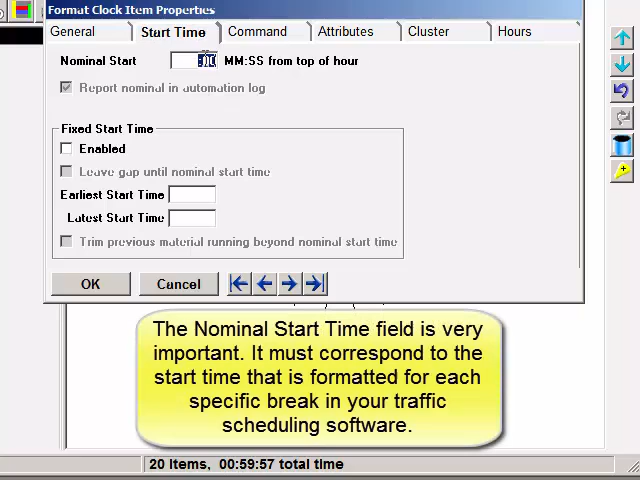 Format Clock Item Properties
General
Start Time
Command
Attributes
Cluster
Hours
Nominal Start
MM:SS from top of hour
Report nominal in automation log
Fixed Start Time
Enabled
Leave gap until nominal start time
Earliest Start Time
Latest Start Time
Trim previous material running beyond nominal start time
OK
Cancel
The Nominal Start Time field is very
important. It must correspond to the
start time that is formatted for each
specific break in your traffic
scheduling software.
20 items, 00:59:57 total time